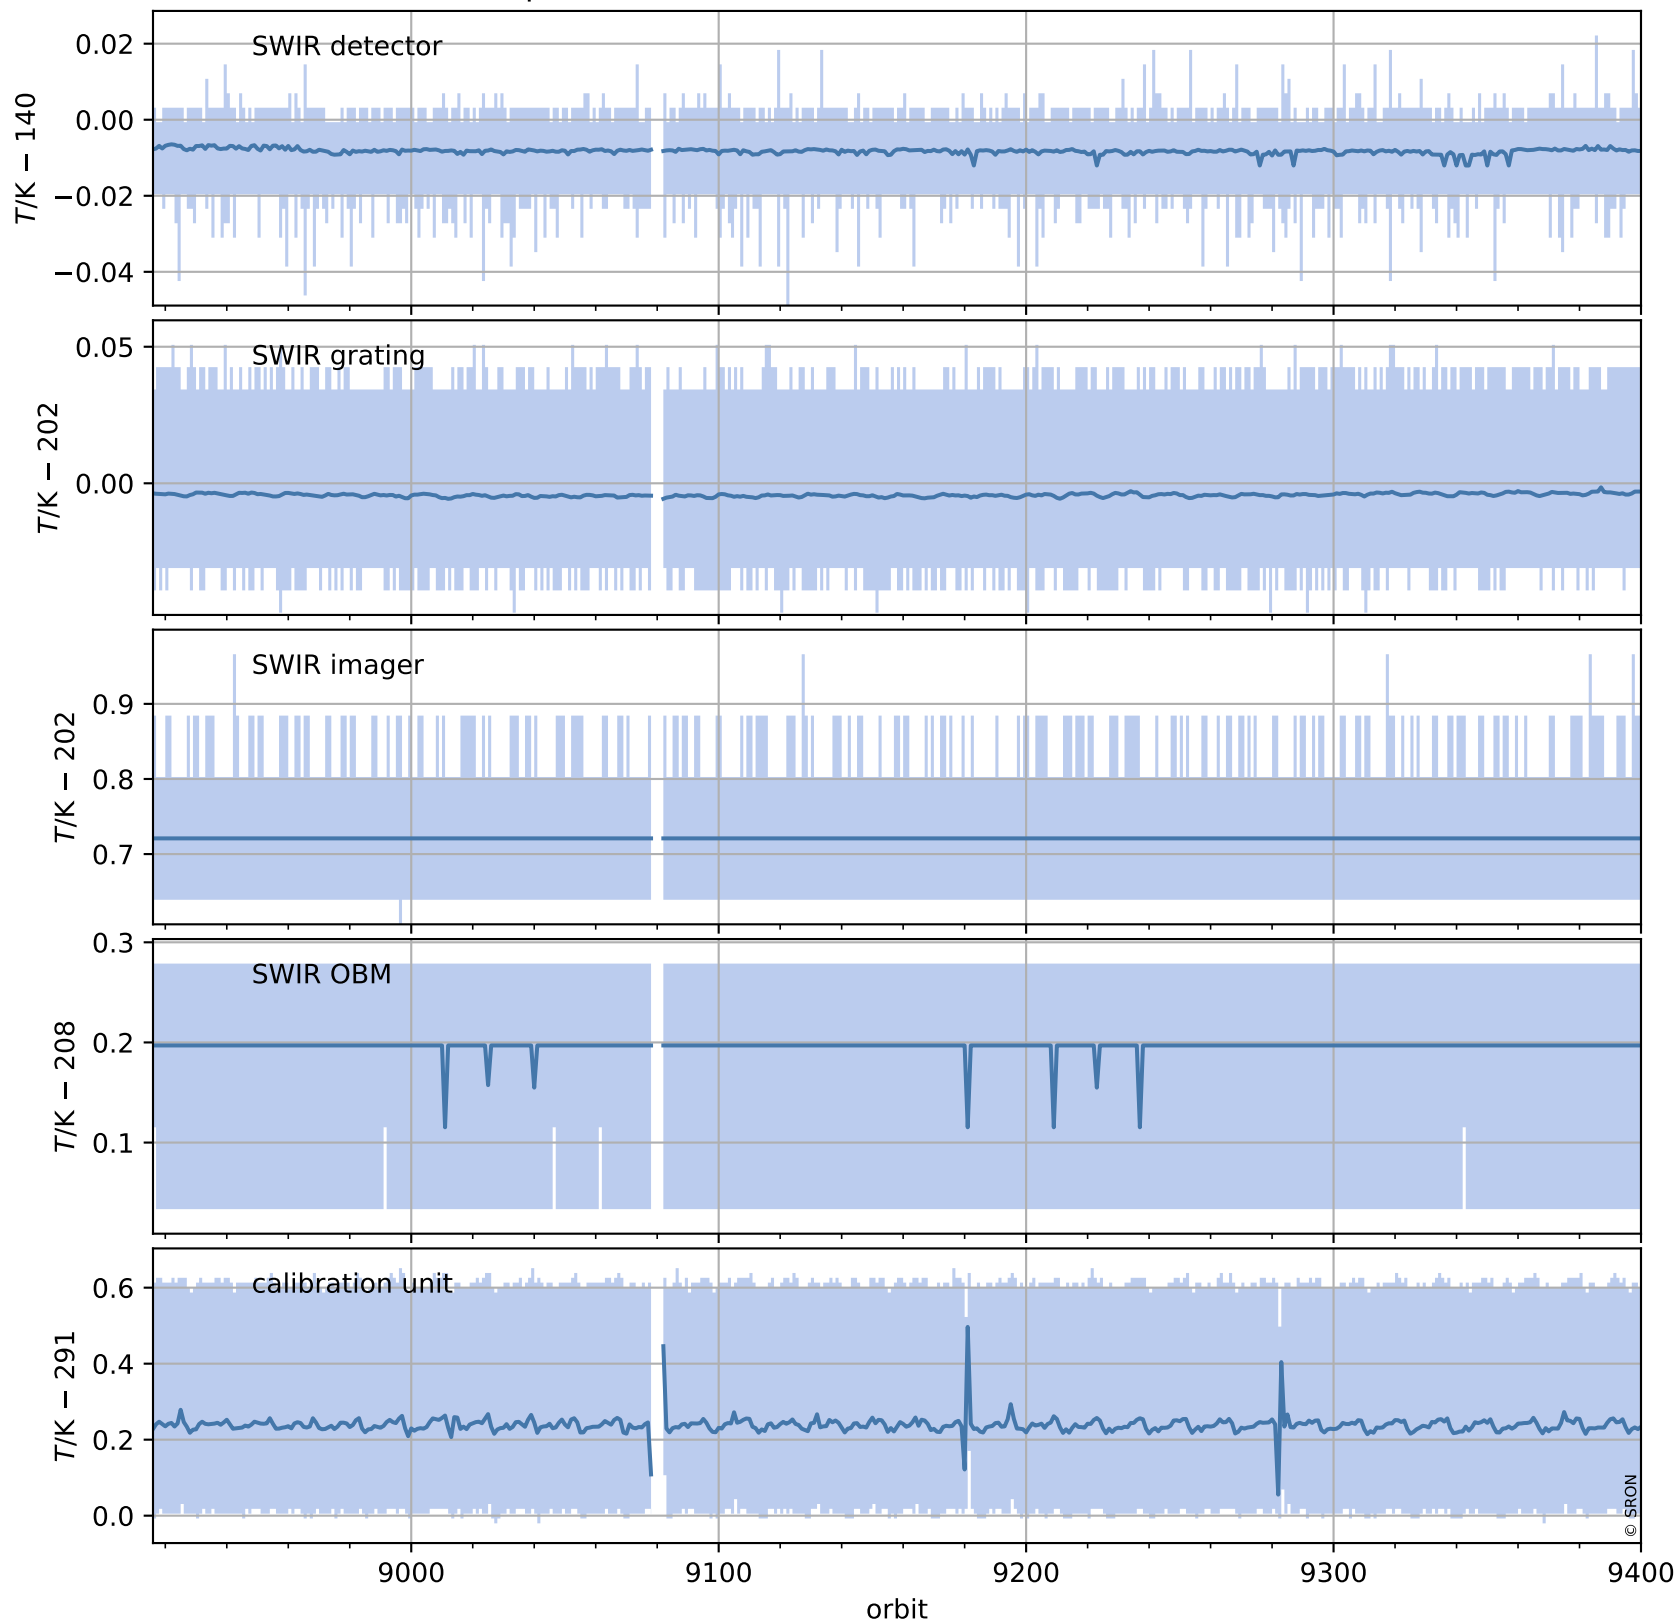 SWIR detector
T/K − 140
0.02
0.00
−0.02
−0.04
SWIR grating
T/K − 202
0.05
0.00
SWIR imager
T/K − 202
0.9
0.8
0.7
SWIR OBM
T/K − 208
0.3
0.2
0.1
calibration unit
T/K − 291
0.6
0.4
0.2
0.0
© SRON
9000 9100 9200 9300 9400
orbit